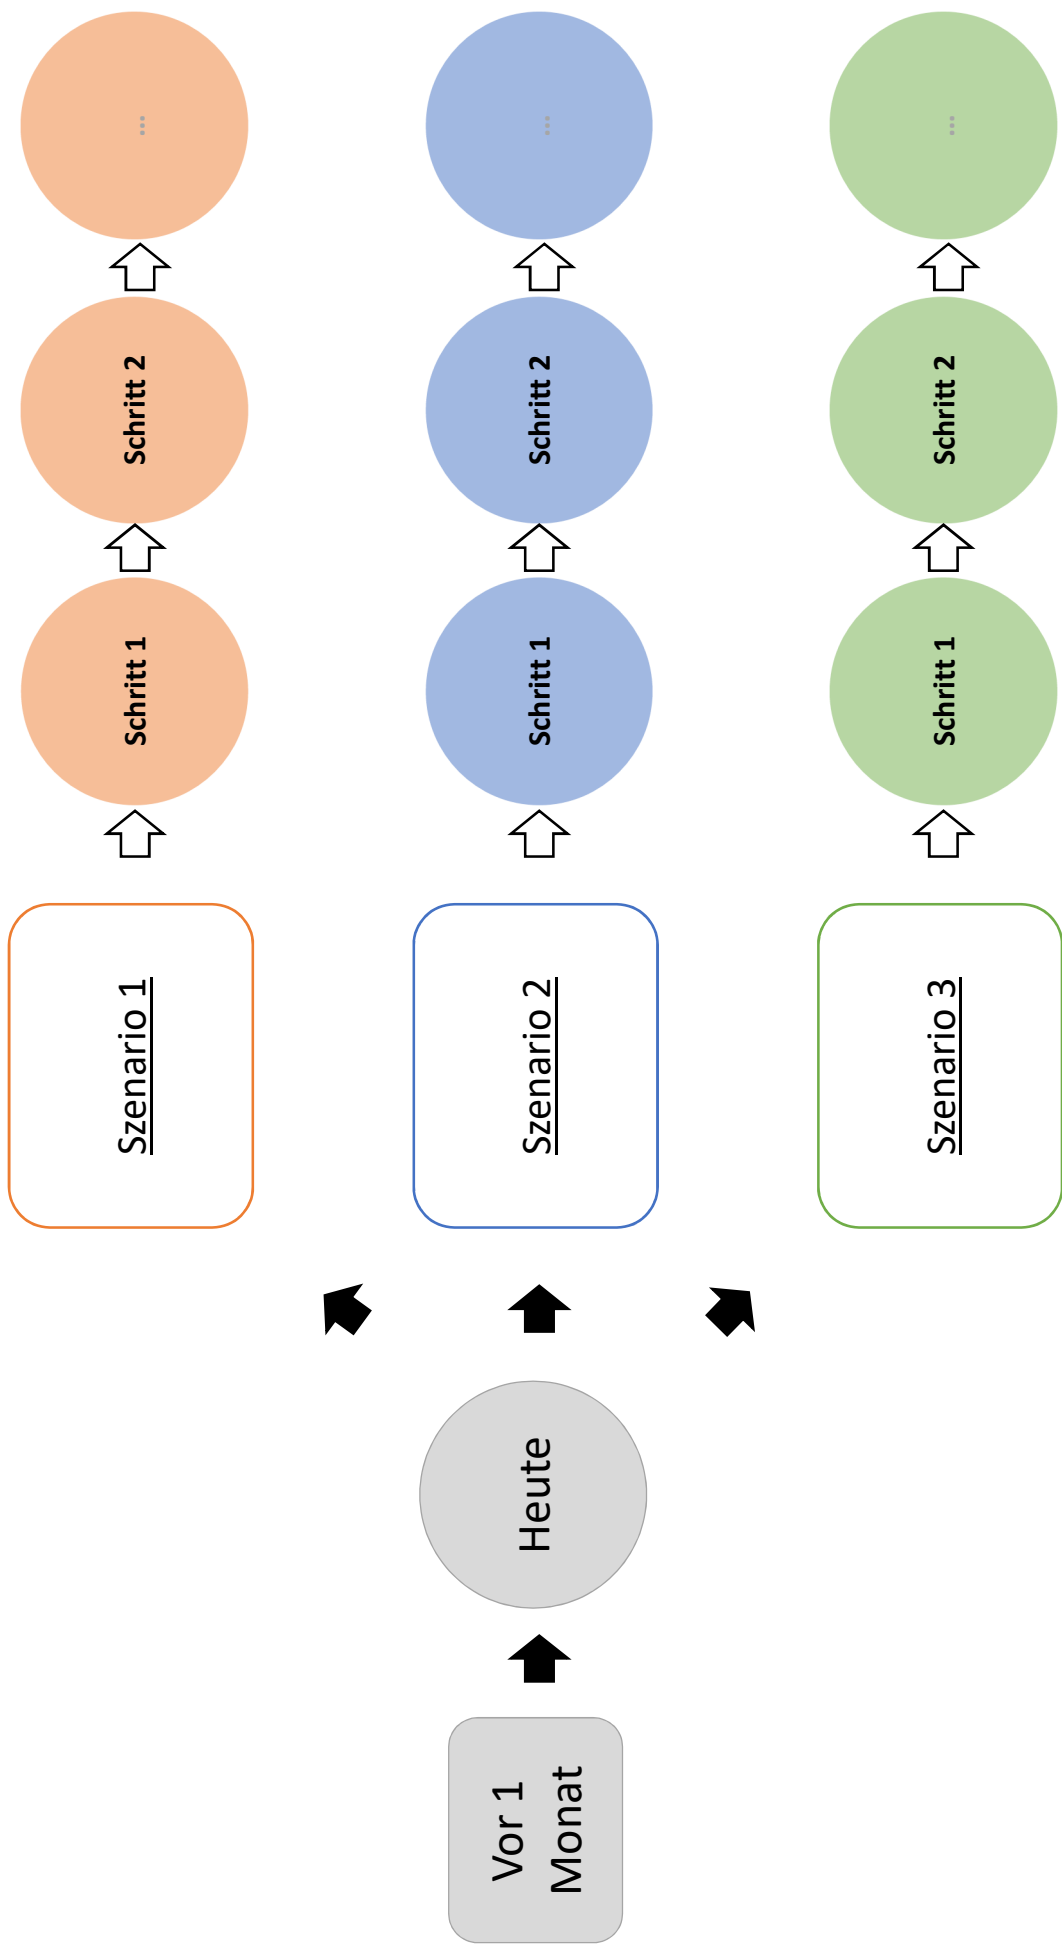 Vor 1
Monat
Heute
Szenario 1
Schritt 1
Schritt 2
...
Szenario 2
Schritt 1
Schritt 2
...
Szenario 3
Schritt 1
Schritt 2
...